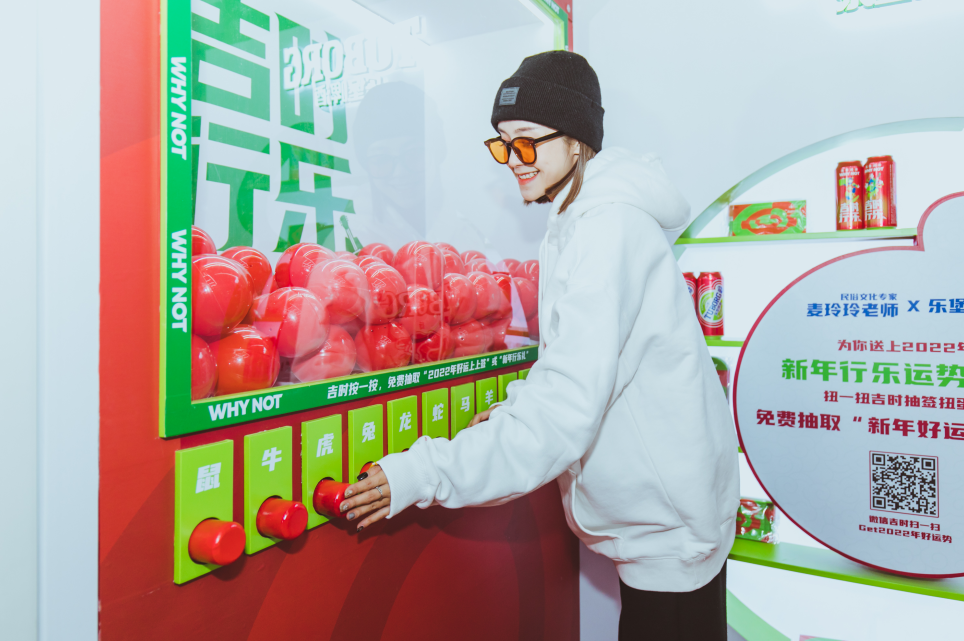 吉时
行乐
TUBORG
WHY NOT
WHY NOT
WHY NOT
吉时按一按，免费抽取“2022年好运上上签”或“新年行乐礼”
鼠
牛
虎
兔
龙
蛇
马
羊
民俗文化专家
麦玲玲老师 X 乐堡
为你送上2022年
新年行乐运势
扭一扭吉时抽签扭蛋
免费抽取“新年好运
微信吉时扫一扫
Get2022年好运势